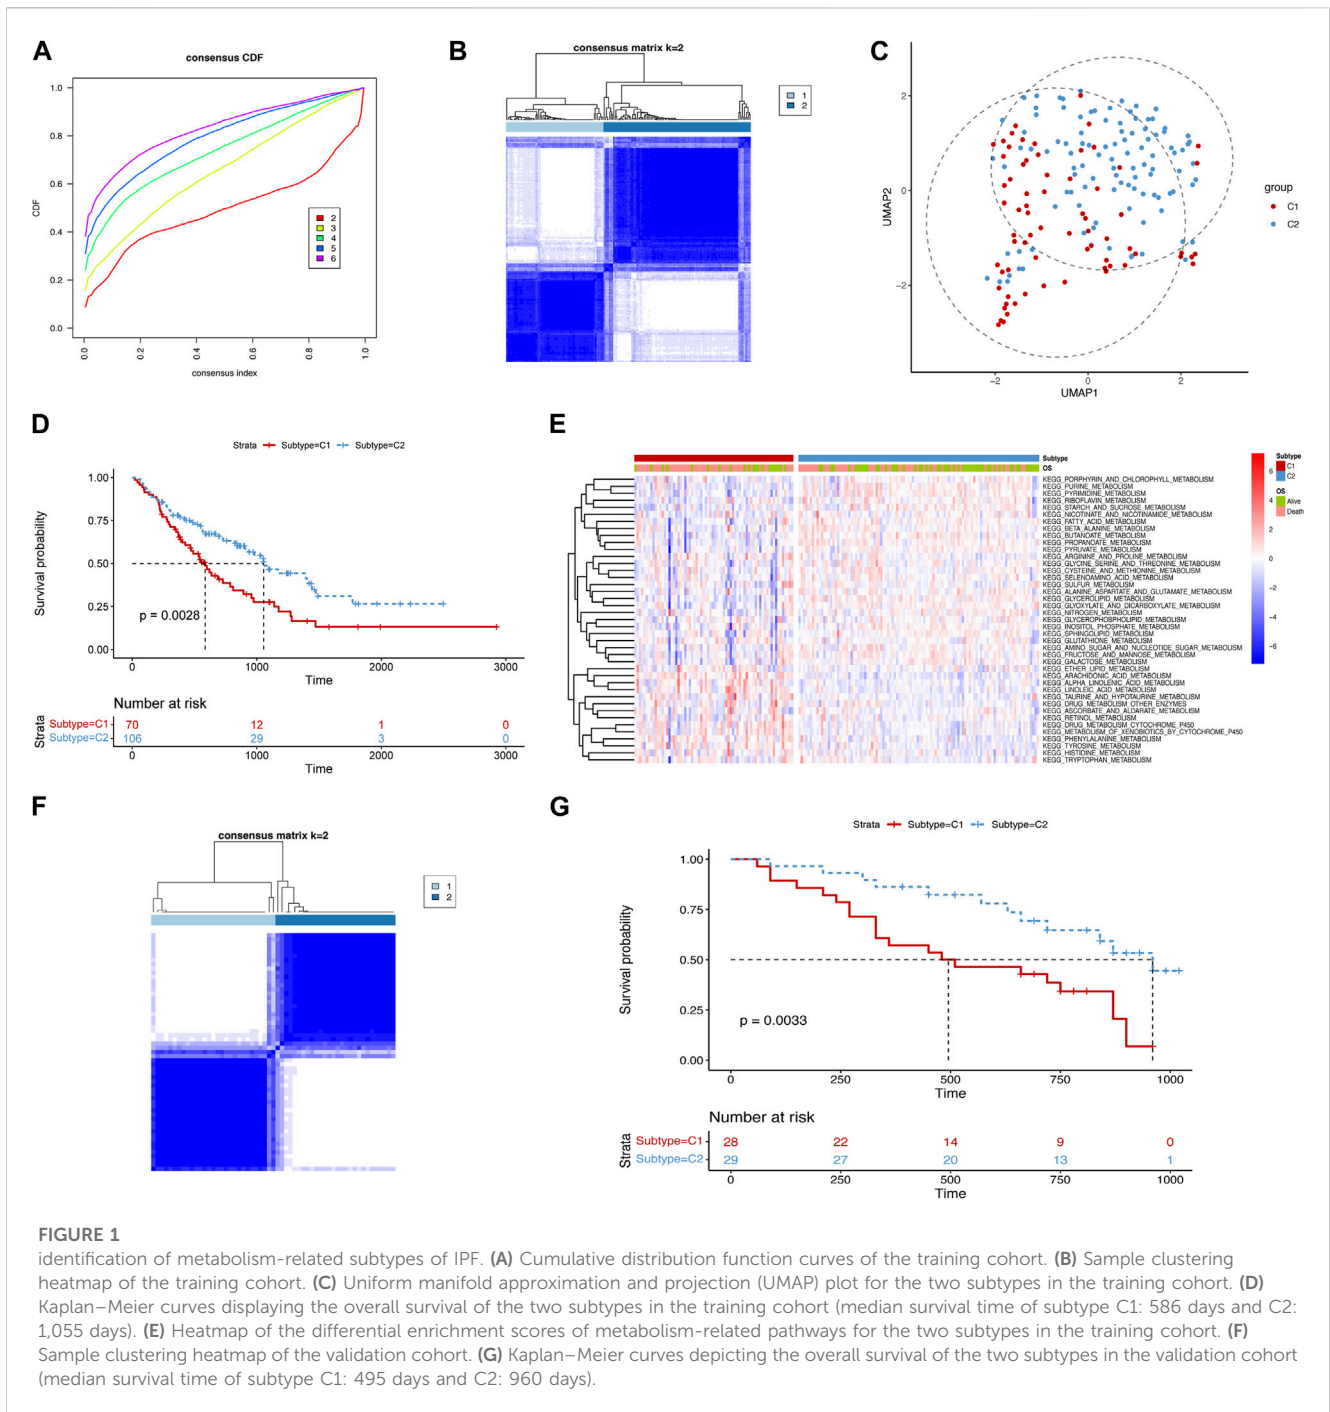 A
consensus CDF
1.0
0.8
0.6
0.4
0.2
0.0
CDF
2
3
4
5
6
0.0
0.2
0.4
0.6
0.8
1.0
consensus index
B
consensus matrix k=2
1
2
C
2
0
−2
UMAP2
−2
0
2
UMAP1
group
C1
C2
D
Strata Subtype=C1 Subtype=C2
1.00
0.75
0.50
0.25
0.00
Survival probability
p = 0.0028
0 1000 2000 3000
Time
Number at risk
Strata
Subtype=C1 70 12 1 0
Subtype=C2 106 29 3 0
0 1000 2000 3000
Time
E
Subtype
OS
KEGG_PORPHYRIN_AND_CHLOROPHYLL_METABOLISM
KEGG_PURINE_METABOLISM
KEGG_PYRIMIDINE_METABOLISM
KEGG_RIBOFLAVIN_METABOLISM
KEGG_STARCH_AND_SUCROSE_METABOLISM
KEGG_NICOTINATE_AND_NICOTINAMIDE_METABOLISM
KEGG_FATTY_ACID_METABOLISM
KEGG_BETA_ALANINE_METABOLISM
KEGG_BUTANOATE_METABOLISM
KEGG_PROPANOATE_METABOLISM
KEGG_PYRUVATE_METABOLISM
KEGG_ARGININE_AND_PROLINE_METABOLISM
KEGG_GLYCINE_SERINE_AND_THREONINE_METABOLISM
KEGG_CYSTEINE_AND_METHIONINE_METABOLISM
KEGG_SELENOAMINO_ACID_METABOLISM
KEGG_SULFUR_METABOLISM
KEGG_ALANINE_ASPARTATE_AND_GLUTAMATE_METABOLISM
KEGG_GLYCEROLIPID_METABOLISM
KEGG_GLYOXYLATE_AND_DICARBOXYLATE_METABOLISM
KEGG_NITROGEN_METABOLISM
KEGG_GLYCEROPHOSPHOLIPID_METABOLISM
KEGG_INOSITOL_PHOSPHATE_METABOLISM
KEGG_SPHINGOLIPID_METABOLISM
KEGG_GLUTATHIONE_METABOLISM
KEGG_AMINO_SUGAR_AND_NUCLEOTIDE_SUGAR_METABOLISM
KEGG_FRUCTOSE_AND_MANNOSE_METABOLISM
KEGG_GALACTOSE_METABOLISM
KEGG_ETHER_LIPID_METABOLISM
KEGG_ARACHIDONIC_ACID_METABOLISM
KEGG_ALPHA_LINOLENIC_ACID_METABOLISM
KEGG_LINOLEIC_ACID_METABOLISM
KEGG_TAURINE_AND_HYPOTAURINE_METABOLISM
KEGG_DRUG_METABOLISM_OTHER_ENZYMES
KEGG_ASCORBATE_AND_ALDARATE_METABOLISM
KEGG_RETINOL_METABOLISM
KEGG_DRUG_METABOLISM_CYTOCHROME_P450
KEGG_METABOLISM_OF_XENOBIOTICS_BY_CYTOCHROME_P450
KEGG_PHENYLALANINE_METABOLISM
KEGG_TYROSINE_METABOLISM
KEGG_HISTIDINE_METABOLISM
KEGG_TRYPTOPHAN_METABOLISM
6
4
2
0
−2
−4
−6
Subtype
C1
C2
OS
Alive
Death
F
consensus matrix k=2
1
2
G
Strata Subtype=C1 Subtype=C2
1.00
0.75
0.50
0.25
0.00
Survival probability
p = 0.0033
0 250 500 750 1000
Time
Number at risk
Strata
Subtype=C1 28 22 14 9 0
Subtype=C2 29 27 20 13 1
0 250 500 750 1000
Time
FIGURE 1
identification of metabolism-related subtypes of IPF. (A) Cumulative distribution function curves of the training cohort. (B) Sample clustering
heatmap of the training cohort. (C) Uniform manifold approximation and projection (UMAP) plot for the two subtypes in the training cohort. (D)
Kaplan–Meier curves displaying the overall survival of the two subtypes in the training cohort (median survival time of subtype C1: 586 days and C2:
1,055 days). (E) Heatmap of the differential enrichment scores of metabolism-related pathways for the two subtypes in the training cohort. (F)
Sample clustering heatmap of the validation cohort. (G) Kaplan–Meier curves depicting the overall survival of the two subtypes in the validation cohort
(median survival time of subtype C1: 495 days and C2: 960 days).